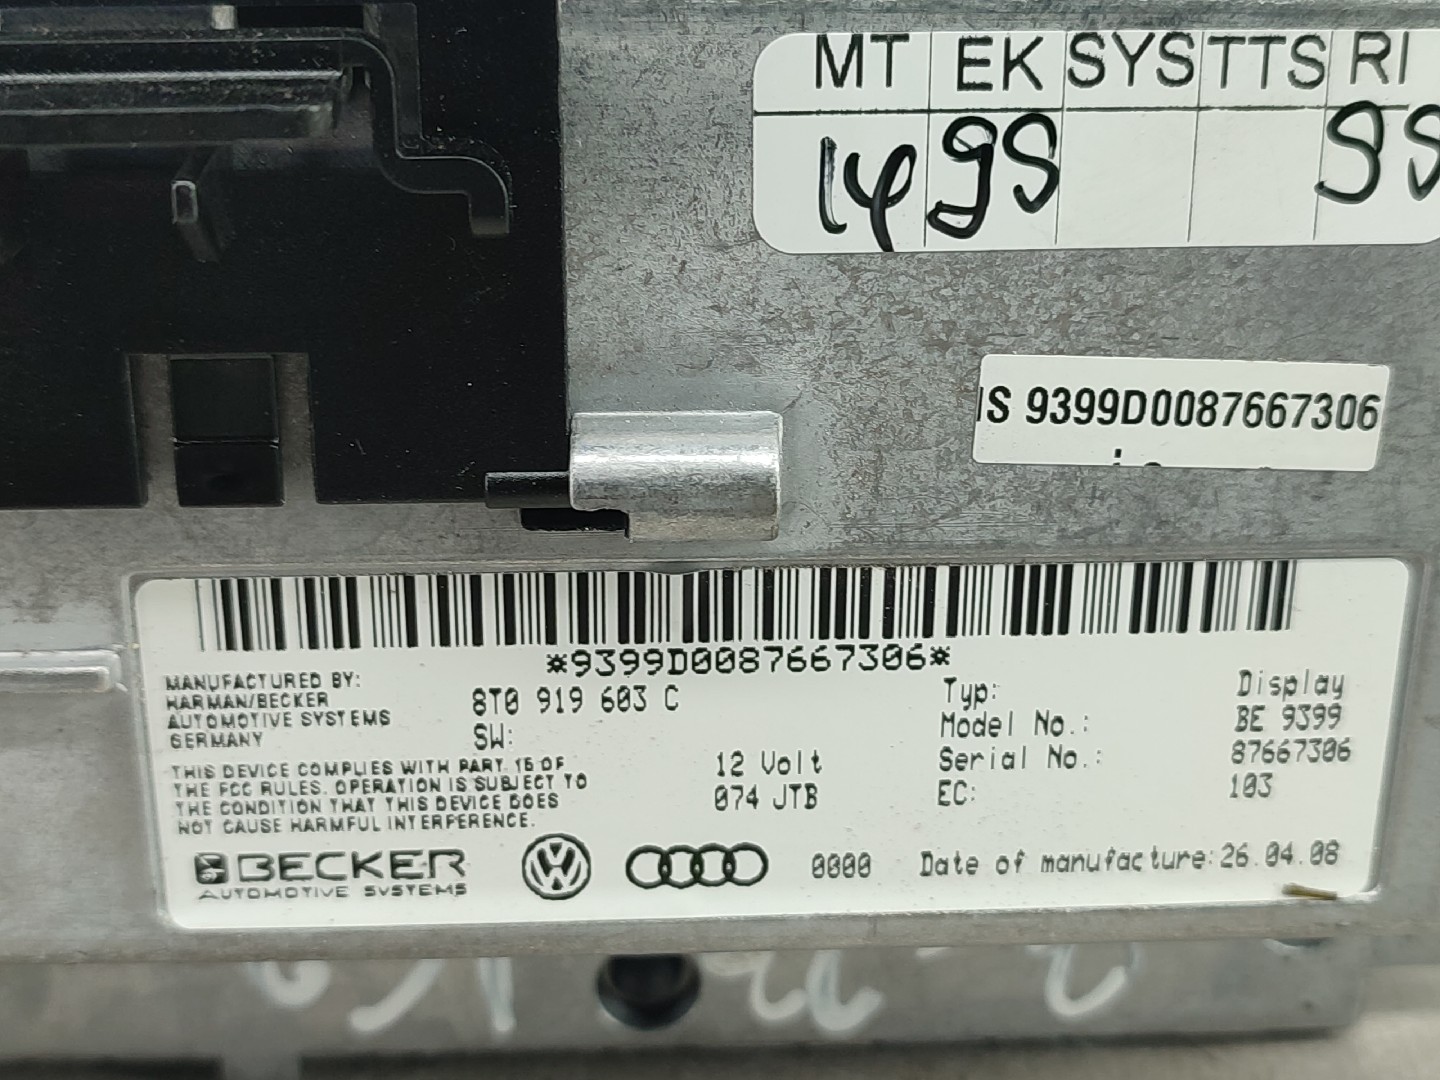 MT EK SYS TTS RI
14 99 99
IS 9399D0087667306
*9399D0087667306*
MANUFACTURED BY:
HARMAN/BECKER
AUTOMOTIVE SYSTEMS
GERMANY
8T0 919 603 C
SW:
Typ: Display
Model No.: BE 9399
Serial No.: 87667306
EC: 103
THIS DEVICE COMPLIES WITH PART 15 OF
THE FCC RULES. OPERATION IS SUBJECT TO
THE CONDITION THAT THIS DEVICE DOES
NOT CAUSE HARMFUL INTERFERENCE.
12 Volt
074 JTB
BECKER
AUTOMOTIVE SYSTEMS
VW
0000
Date of manufacture: 26.04.08